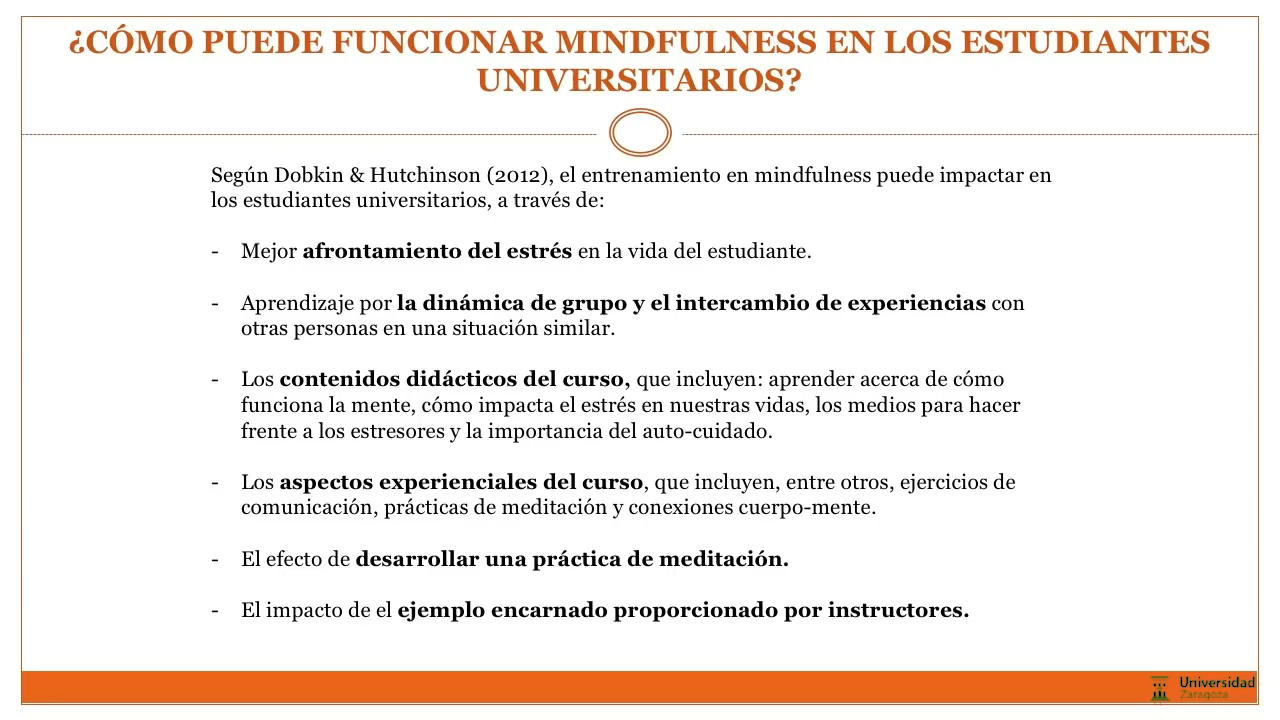 ¿CÓMO PUEDE FUNCIONAR MINDFULNESS EN LOS ESTUDIANTES
UNIVERSITARIOS?
Según Dobkin & Hutchinson (2012), el entrenamiento en mindfulness puede impactar en
los estudiantes universitarios, a través de:
- Mejor afrontamiento del estrés en la vida del estudiante.
- Aprendizaje por la dinámica de grupo y el intercambio de experiencias con
otras personas en una situación similar.
- Los contenidos didácticos del curso, que incluyen: aprender acerca de cómo
funciona la mente, cómo impacta el estrés en nuestras vidas, los medios para hacer
frente a los estresores y la importancia del auto-cuidado.
- Los aspectos experienciales del curso, que incluyen, entre otros, ejercicios de
comunicación, prácticas de meditación y conexiones cuerpo-mente.
- El efecto de desarrollar una práctica de meditación.
- El impacto de el ejemplo encarnado proporcionado por instructores.
Universidad
Zaragoza